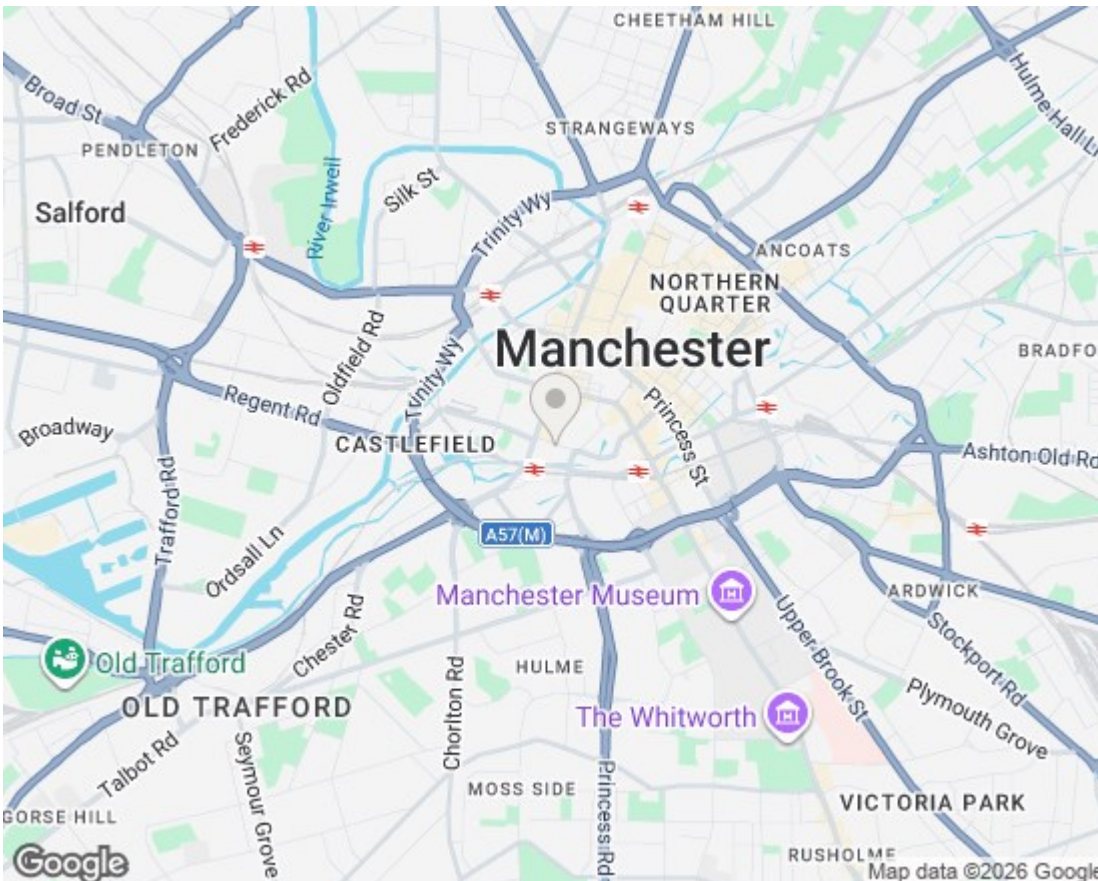 CHEETHAM HILL
Broad St
Frederick Rd
Hulme Hall Ln
PENDLETON
STRANGEWAYS
River Irwell
Silk St
Salford
Trinity Wy
ANCOATS
NORTHERN
QUARTER
Manchester
BRADFO
Oldfield Rd
Trinity Wy
Regent Rd
Princess St
Broadway
CASTLEFIELD
Ashton Old Rd
Trafford Rd
A57(M)
Ordsall Ln
Manchester Museum
ARDWICK
Chester Rd
Upper Brook St
Stockport Rd
Old Trafford
HULME
OLD TRAFFORD
Chorlton Rd
The Whitworth
Plymouth Grove
Talbot Rd
Seymour Grove
Princess Rd
MOSS SIDE
VICTORIA PARK
GORSE HILL
RUSHOLME
Google
Map data ©2026 Google